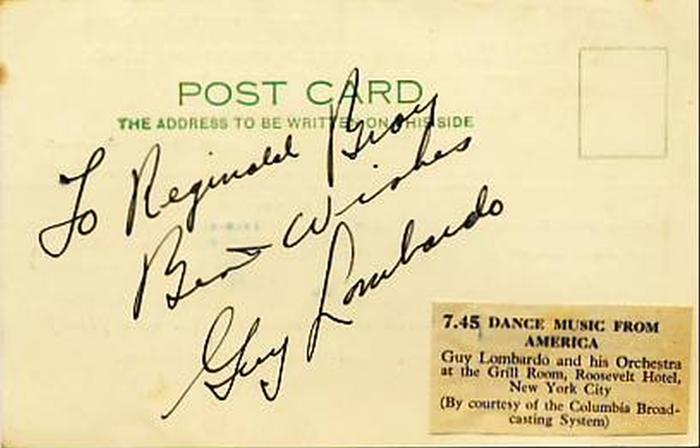 POST CARD
THE ADDRESS TO BE WRITTEN ON THIS SIDE
To Reginald Bray
Best Wishes
Guy Lombardo
7.45 DANCE MUSIC FROM
AMERICA
Guy Lombardo and his Orchestra
at the Grill Room, Roosevelt Hotel,
New York City
(By courtesy of the Columbia Broad-
casting System)